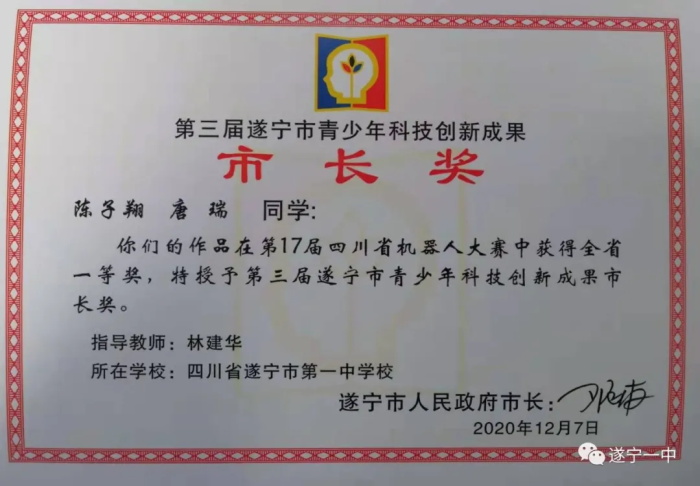 第三届遂宁市青少年科技创新成果
市长奖
陈子翔 唐瑞 同学:
你们的作品在第17届四川省机器人大赛中获得全省
一等奖，特授予第三届遂宁市青少年科技创新成果市
长奖。
指导教师: 林建华
所在学校: 四川省遂宁市第一中学校
遂宁市人民政府市长:
2020年12月7日
遂宁一中